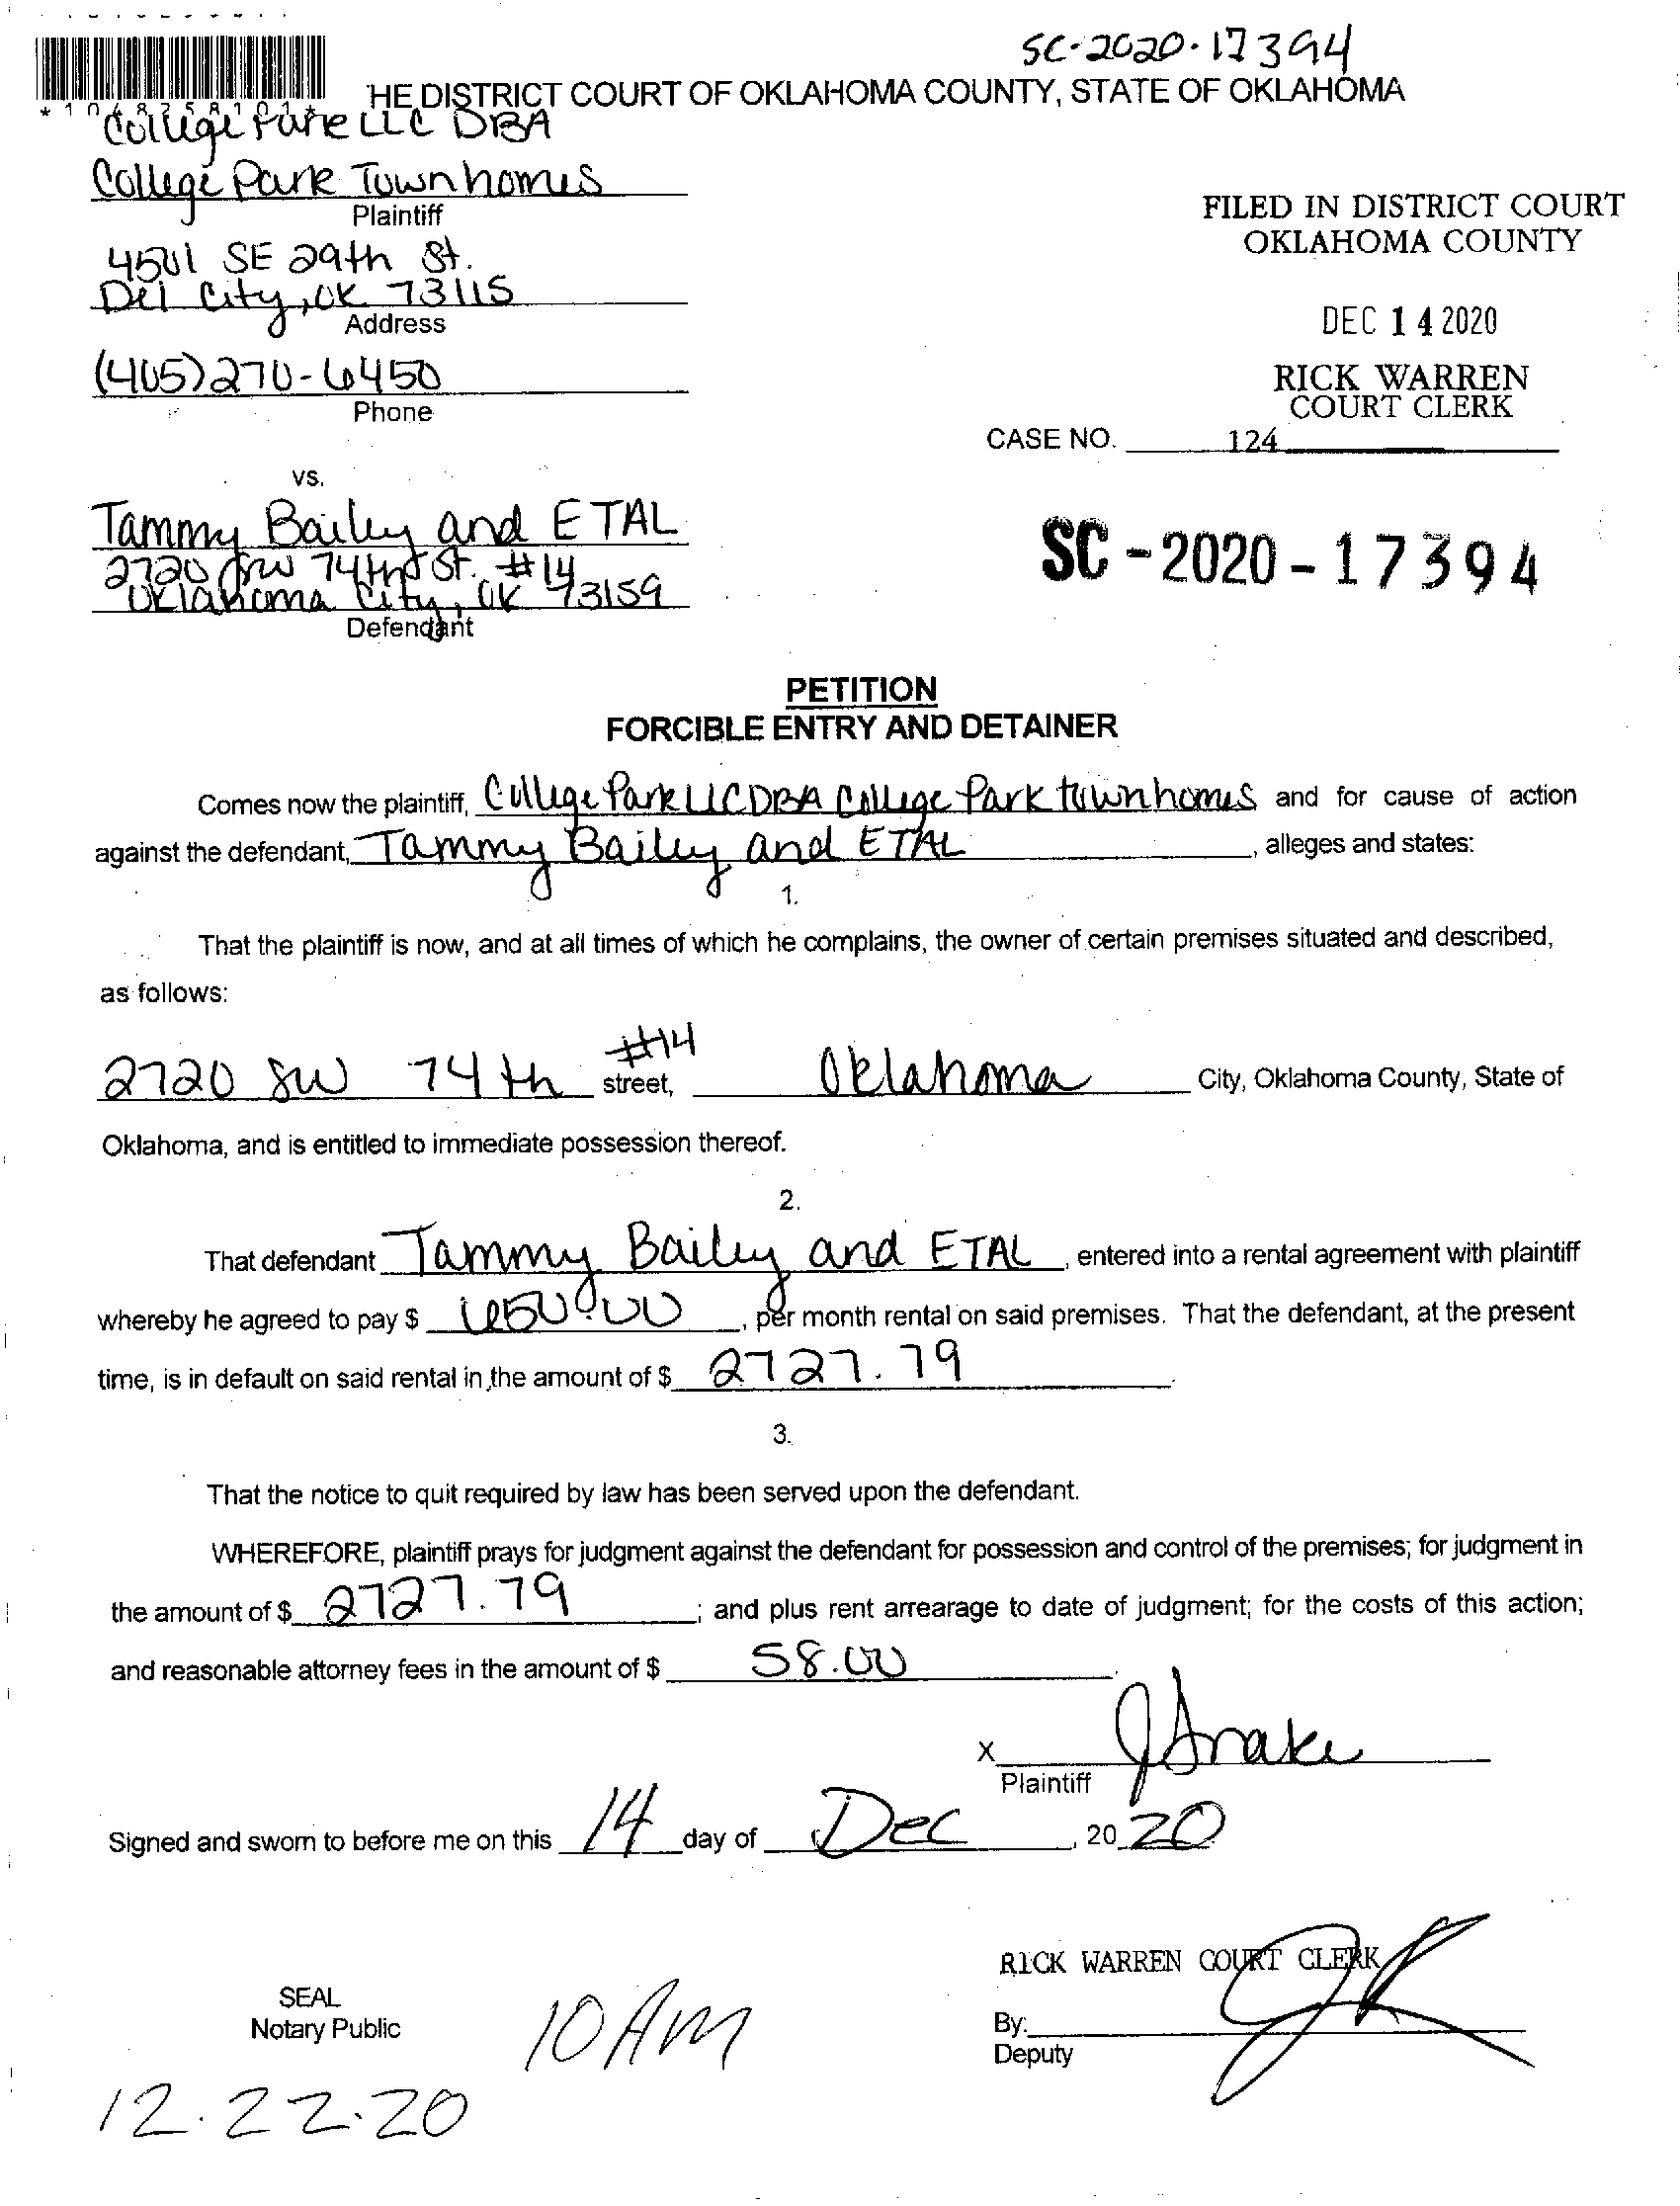 SC-2020-17394
*1048258101*
HE DISTRICT COURT OF OKLAHOMA COUNTY, STATE OF OKLAHOMA
College Park LLC DBA
College Park Townhomes
Plaintiff
4501 SE 29th St.
Del City, OK 73115
Address
(405) 270-6450
Phone
FILED IN DISTRICT COURT
OKLAHOMA COUNTY
DEC 14 2020
RICK WARREN
COURT CLERK
CASE NO. 124
vs.
Tammy Bailey and ETAL
2720 SW 74th St. #14
Oklahoma City, OK 73159
Defendant
SC-2020-17394
PETITION
FORCIBLE ENTRY AND DETAINER
Comes now the plaintiff, College Park LLC DBA College Park townhomes and for cause of action
against the defendant, Tammy Bailey and ETAL, alleges and states:
1.
That the plaintiff is now, and at all times of which he complains, the owner of certain premises situated and described,
as follows:
2720 SW 74th #14 street, Oklahoma City, Oklahoma County, State of
Oklahoma, and is entitled to immediate possession thereof.
2.
That defendant Tammy Bailey and ETAL, entered into a rental agreement with plaintiff
whereby he agreed to pay $ 650.00, per month rental on said premises. That the defendant, at the present
time, is in default on said rental in the amount of $ 2727.79.
3.
That the notice to quit required by law has been served upon the defendant.
WHEREFORE, plaintiff prays for judgment against the defendant for possession and control of the premises; for judgment in
the amount of $ 2727.79; and plus rent arrearage to date of judgment; for the costs of this action;
and reasonable attorney fees in the amount of $ 58.00.
X
Plaintiff
Signed and sworn to before me on this 14 day of Dec, 20 20
RICK WARREN COURT CLERK
SEAL
Notary Public
10 AM
By:
Deputy
12.22.20